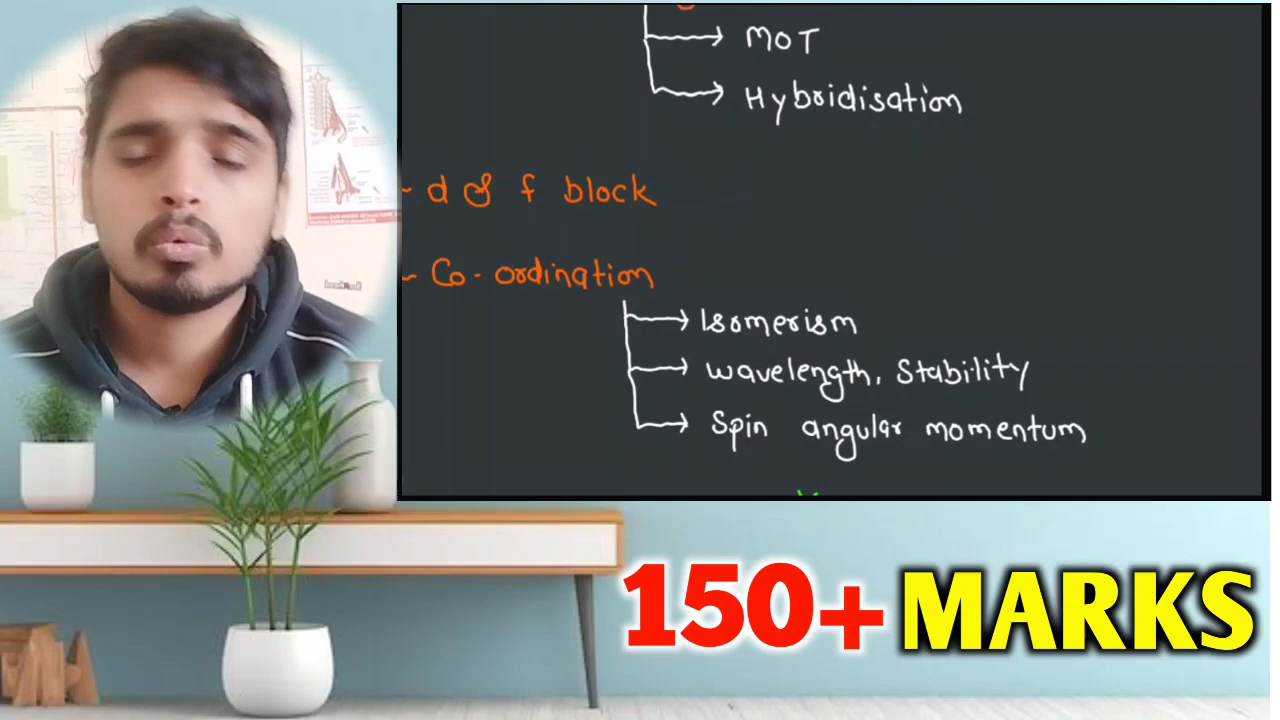 MOT
Hybridisation
- d & f block
- Co-ordination
Isomerism
wavelength, Stability
Spin angular momentum
150+ MARKS